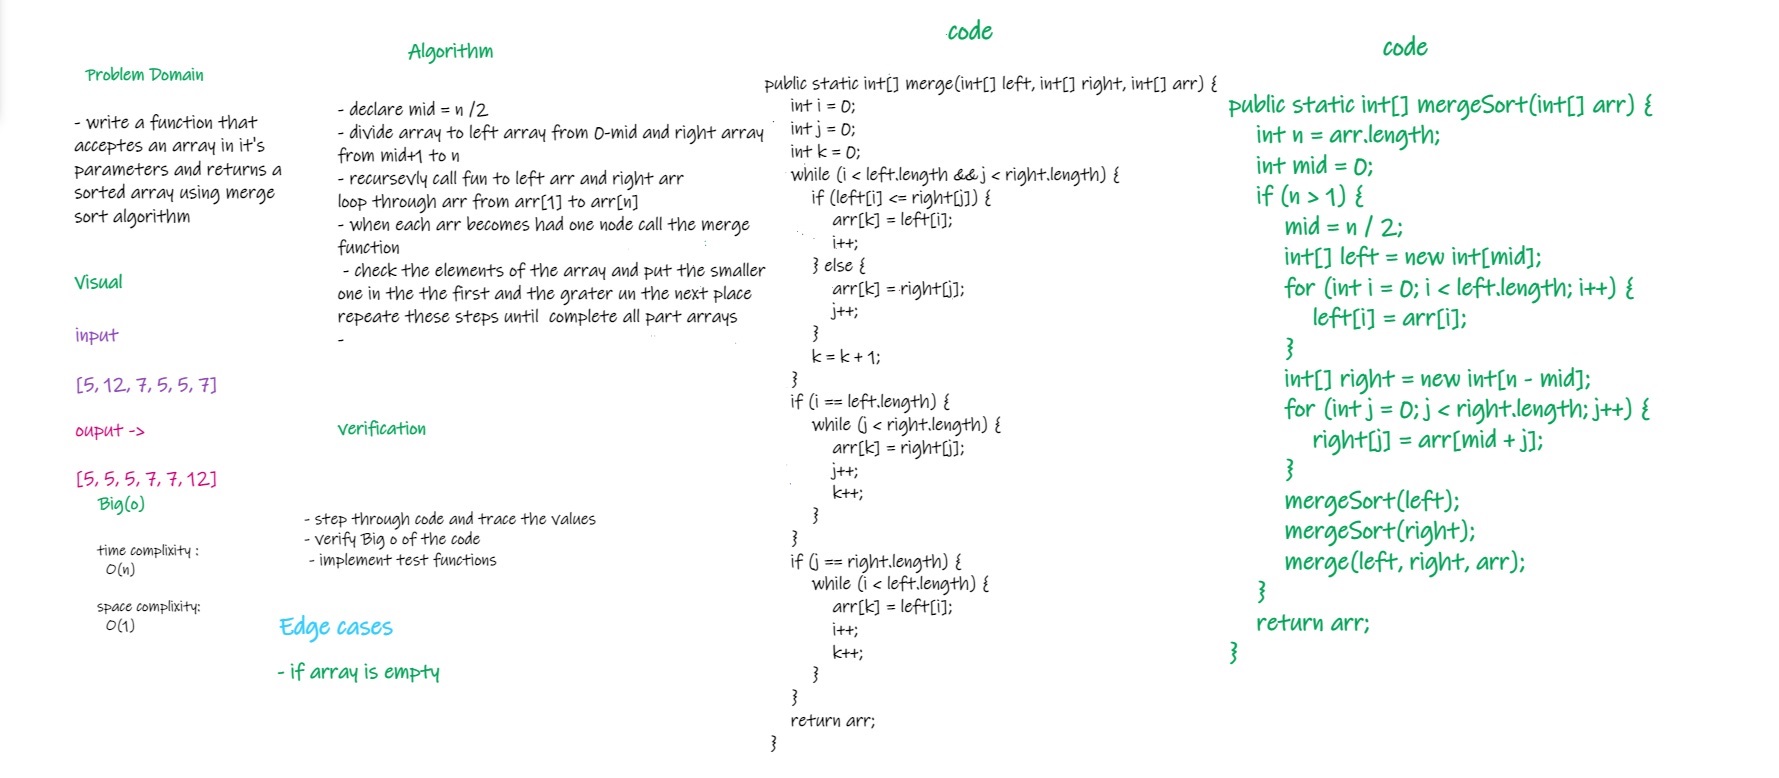 Problem Domain
- write a function that
acceptes an array in it's
parameters and returns a
sorted array using merge
sort algorithm
Visual
input
[5, 12, 7, 5, 5, 7]
ouput ->
[5, 5, 5, 7, 7, 12]
Big(o)
time complixity :
O(n)
space complixity:
O(1)
Algorithm
- declare mid = n /2
- divide array to left array from 0-mid and right array
from mid+1 to n
- recursevly call fun to left arr and right arr
loop through arr from arr[1] to arr[n]
- when each arr becomes had one node call the merge
function
- check the elements of the array and put the smaller
one in the the first and the grater un the next place
repeate these steps until complete all part arrays
-
verification
- step through code and trace the values
- verify Big o of the code
- implement test functions
Edge cases
- if array is empty
code
public static int[] merge(int[] left, int[] right, int[] arr) {
int i = 0;
int j = 0;
int k = 0;
while (i < left.length && j < right.length) {
if (left[i] <= right[j]) {
arr[k] = left[i];
i++;
} else {
arr[k] = right[j];
j++;
}
k = k + 1;
}
if (i == left.length) {
while (j < right.length) {
arr[k] = right[j];
j++;
k++;
}
}
if (j == right.length) {
while (i < left.length) {
arr[k] = left[i];
i++;
k++;
}
}
return arr;
}
code
public static int[] mergeSort(int[] arr) {
int n = arr.length;
int mid = 0;
if (n > 1) {
mid = n / 2;
int[] left = new int[mid];
for (int i = 0; i < left.length; i++) {
left[i] = arr[i];
}
int[] right = new int[n - mid];
for (int j = 0; j < right.length; j++) {
right[j] = arr[mid + j];
}
mergeSort(left);
mergeSort(right);
merge(left, right, arr);
}
return arr;
}